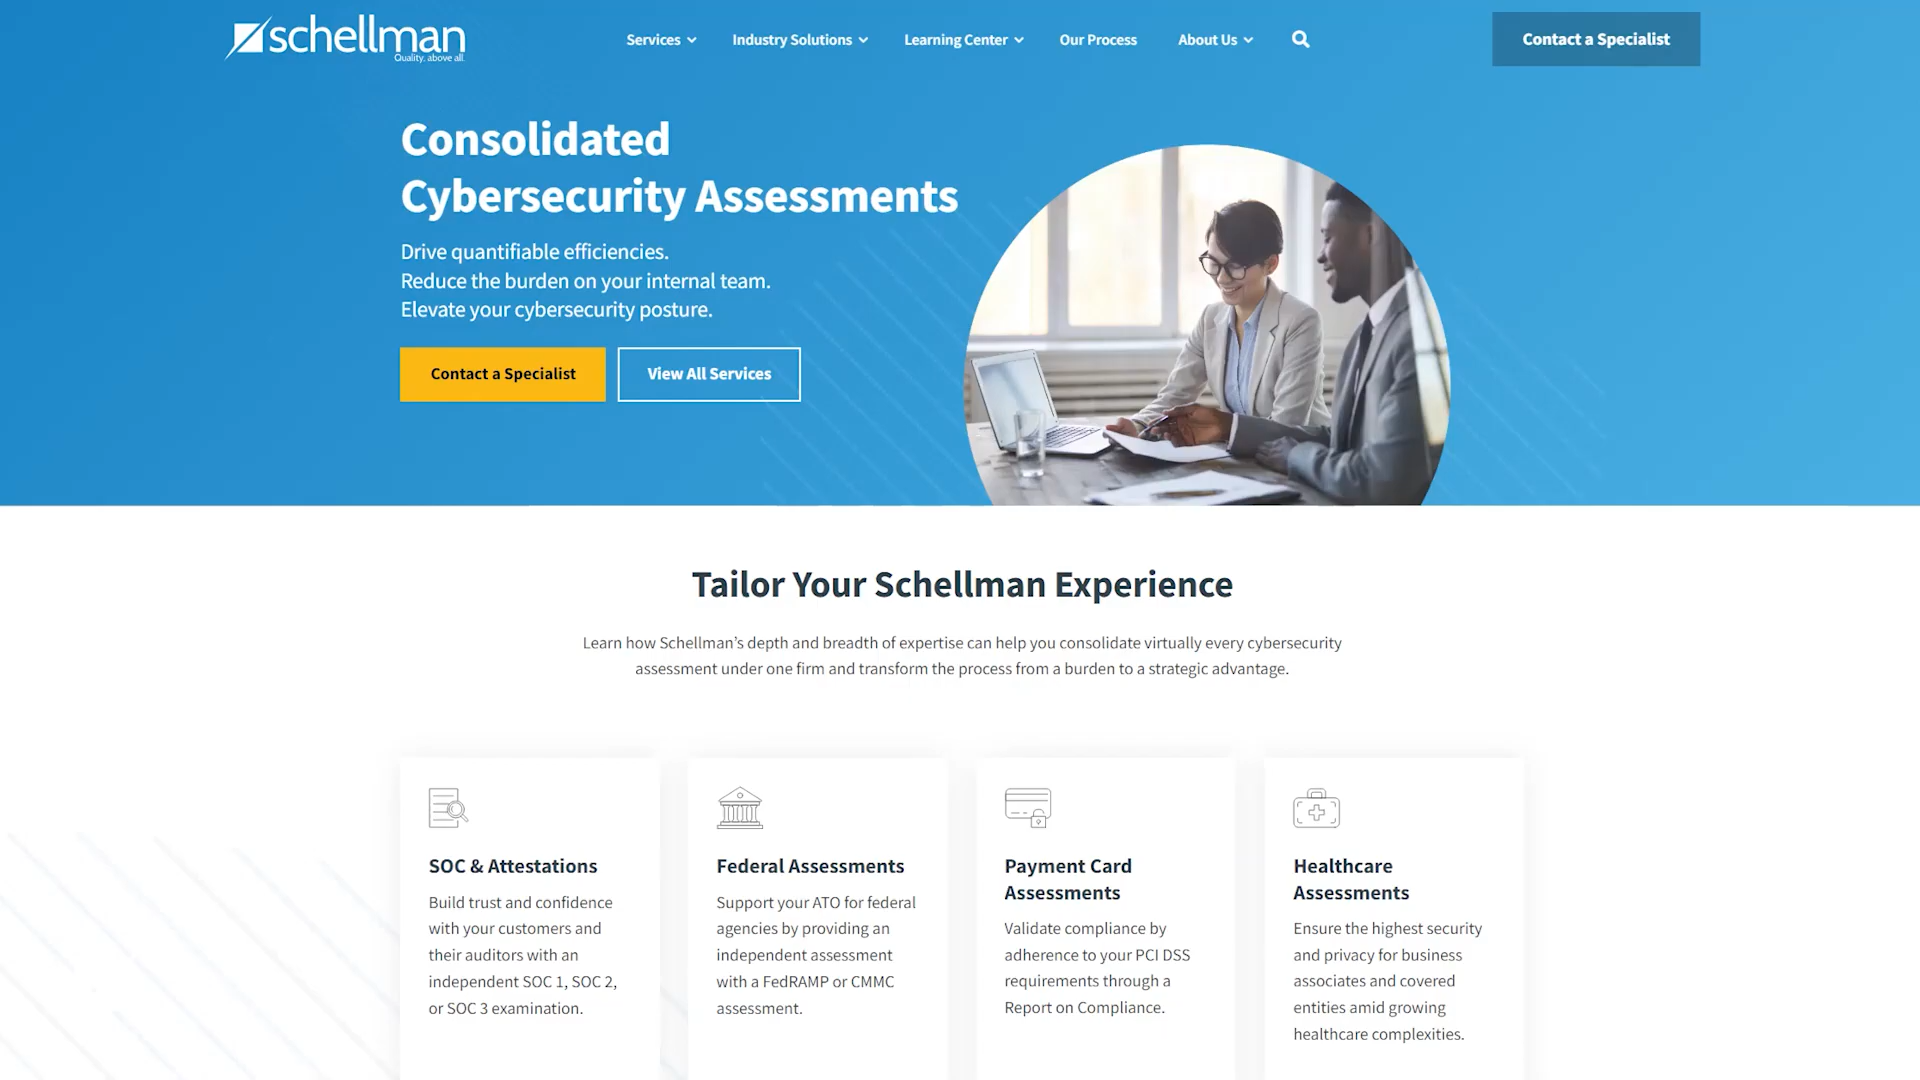 schellman
Quality, above all.
Services
Industry Solutions
Learning Center
Our Process
About Us
Contact a Specialist
Consolidated
Cybersecurity Assessments
Drive quantifiable efficiencies.
Reduce the burden on your internal team.
Elevate your cybersecurity posture.
Contact a Specialist
View All Services
Tailor Your Schellman Experience
Learn how Schellman’s depth and breadth of expertise can help you consolidate virtually every cybersecurity
assessment under one firm and transform the process from a burden to a strategic advantage.
SOC & Attestations
Build trust and confidence
with your customers and
their auditors with an
independent SOC 1, SOC 2,
or SOC 3 examination.
Federal Assessments
Support your ATO for federal
agencies by providing an
independent assessment
with a FedRAMP or CMMC
assessment.
Payment Card
Assessments
Validate compliance by
adherence to your PCI DSS
requirements through a
Report on Compliance.
Healthcare
Assessments
Ensure the highest security
and privacy for business
associates and covered
entities amid growing
healthcare complexities.